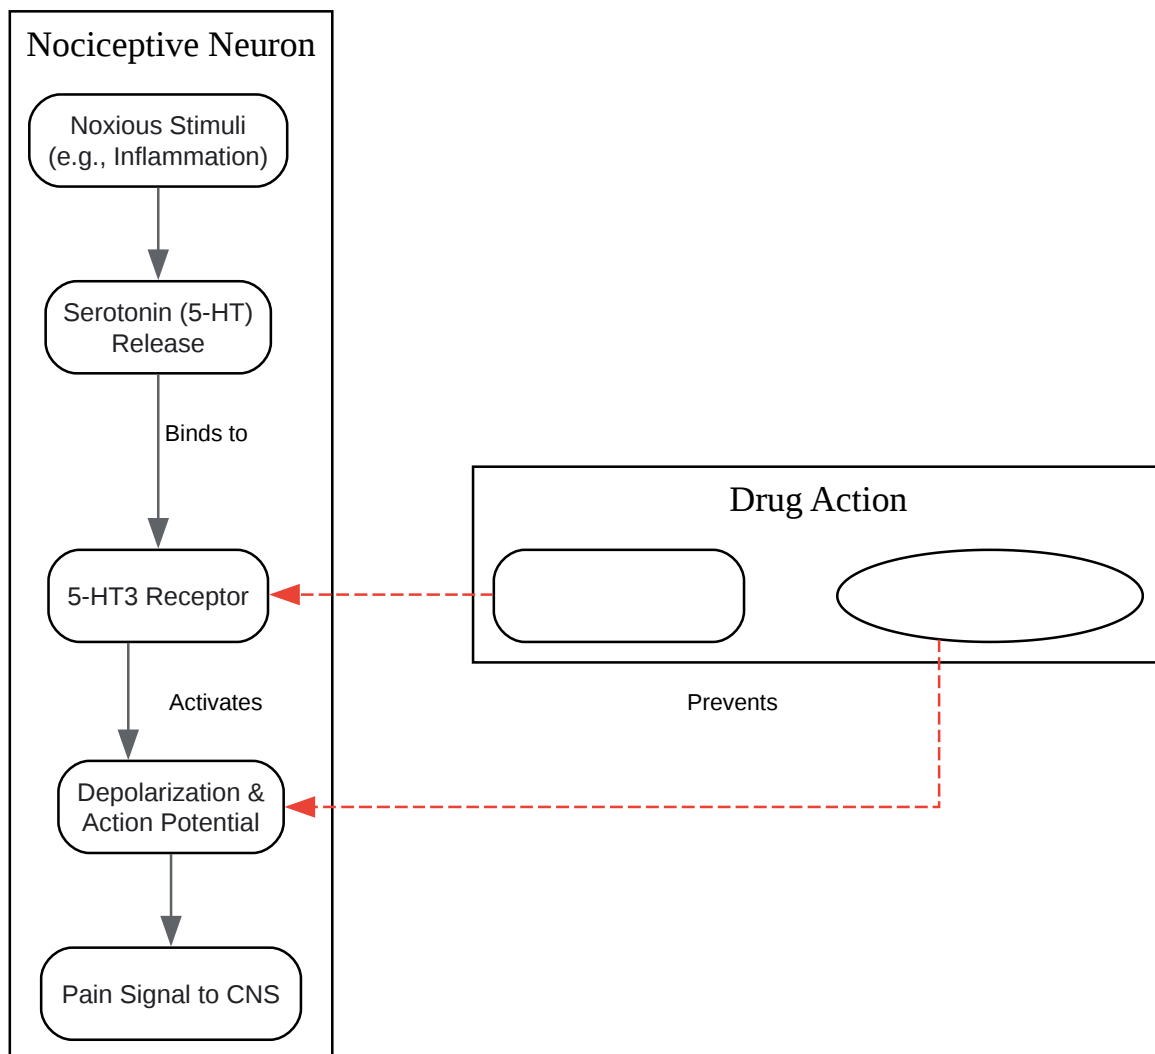 Nociceptive Neuron
Noxious Stimuli
(e.g., Inflammation)
Serotonin (5-HT)
Release
Binds to
5-HT3 Receptor
Activates
Depolarization &
Action Potential
Pain Signal to CNS
Drug Action
Prevents